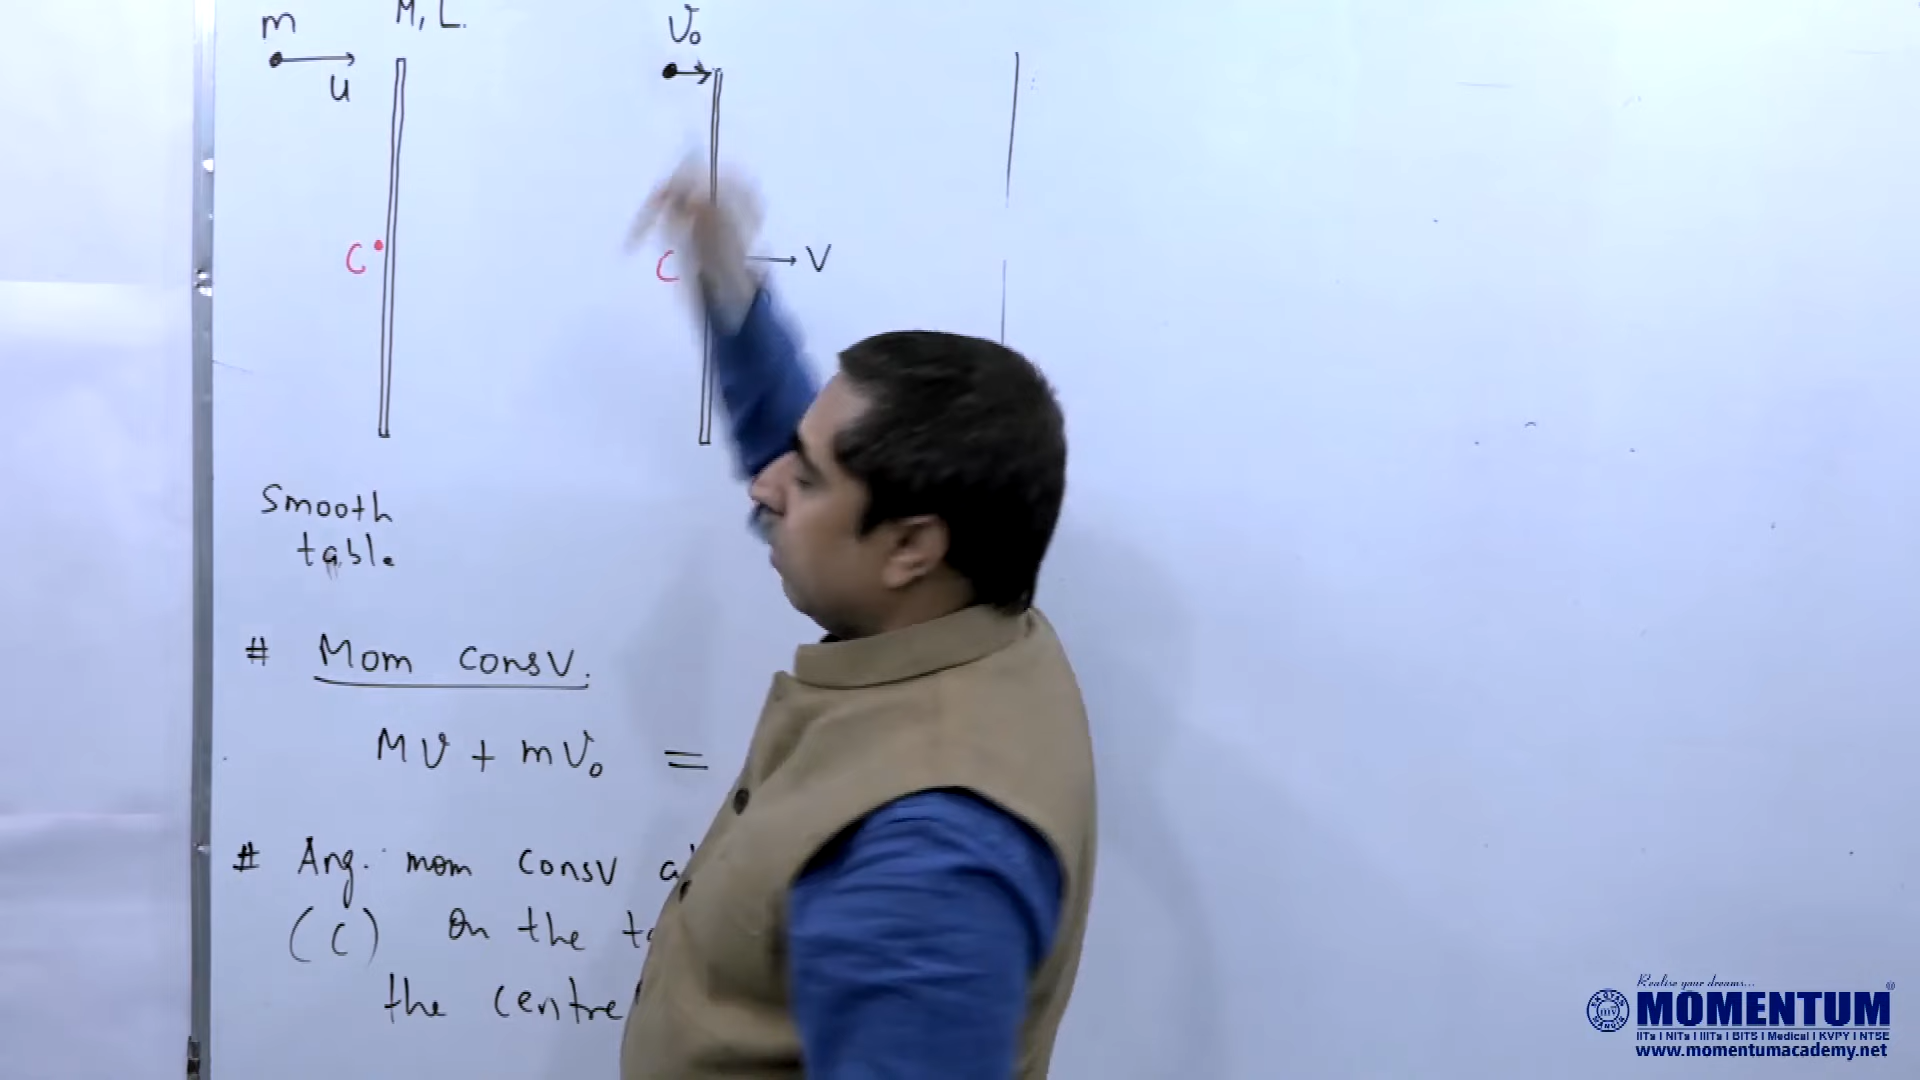 m
M, L.
u
C
V₀
C
V
Smooth
table
# Mom consv.
MV + mV₀ =
# Ang. mom consv
(C) on the
the centre
Realise your dreams...
MOMENTUM
IITs | NITs | IIITs | BITS | Medical | KVPY | NTSE
www.momentumacademy.net